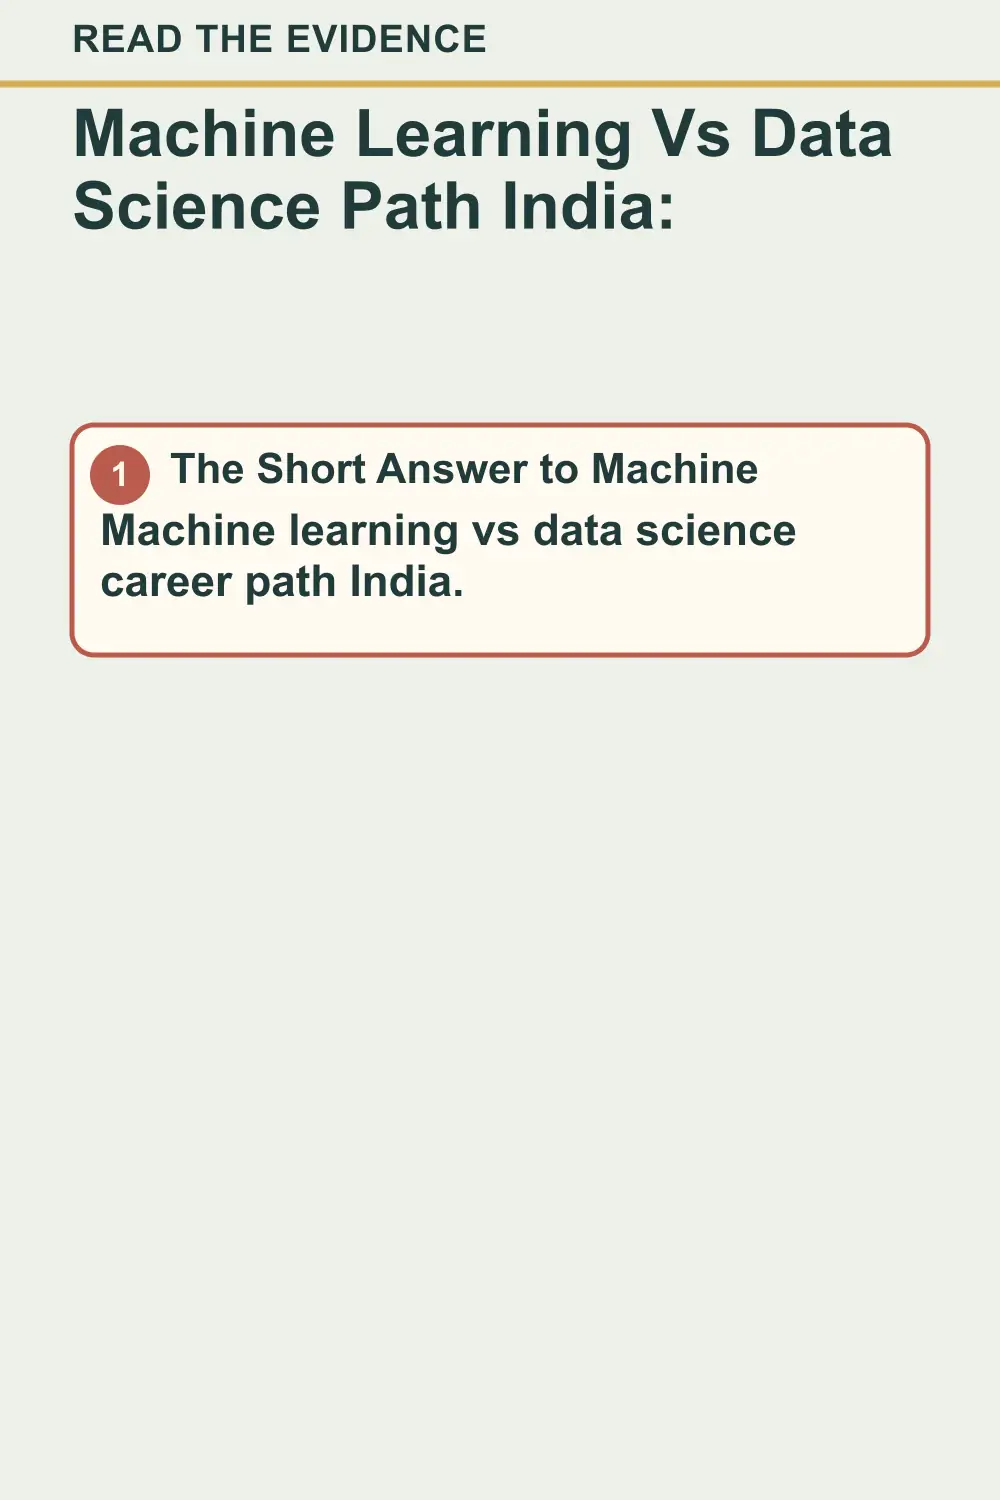 READ THE EVIDENCE
Machine Learning Vs Data
Science Path India:
1 The Short Answer to Machine
Machine learning vs data science
career path India.